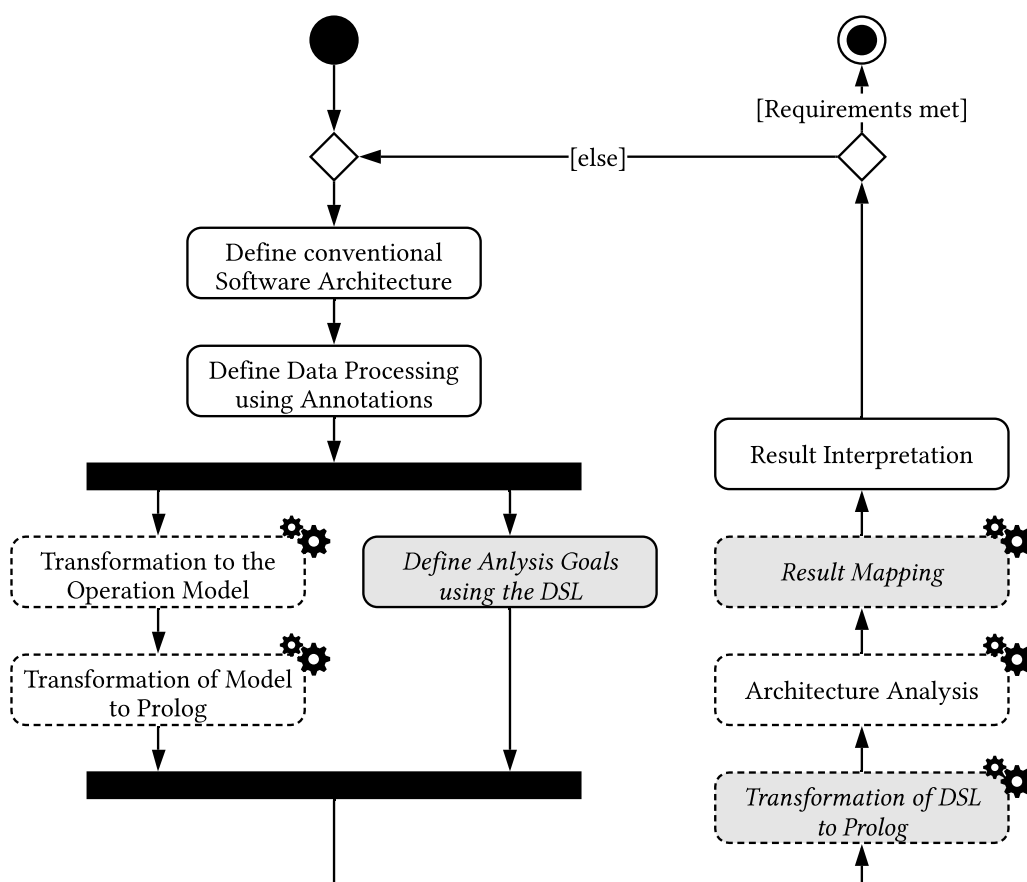 [Requirements met]
[else]
Define conventional
Software Architecture
Define Data Processing
using Annotations
Transformation to the
Operation Model
Define Anlysis Goals
using the DSL
Transformation of Model
to Prolog
Result Interpretation
Result Mapping
Architecture Analysis
Transformation of DSL
to Prolog